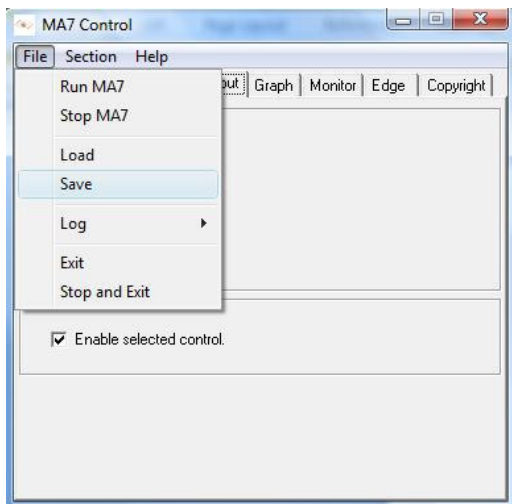 MA7 Control
File Section Help
Graph Monitor Edge Copyright
Run MA7
Stop MA7
Load
Save
Log
Exit
Stop and Exit
Enable selected control.